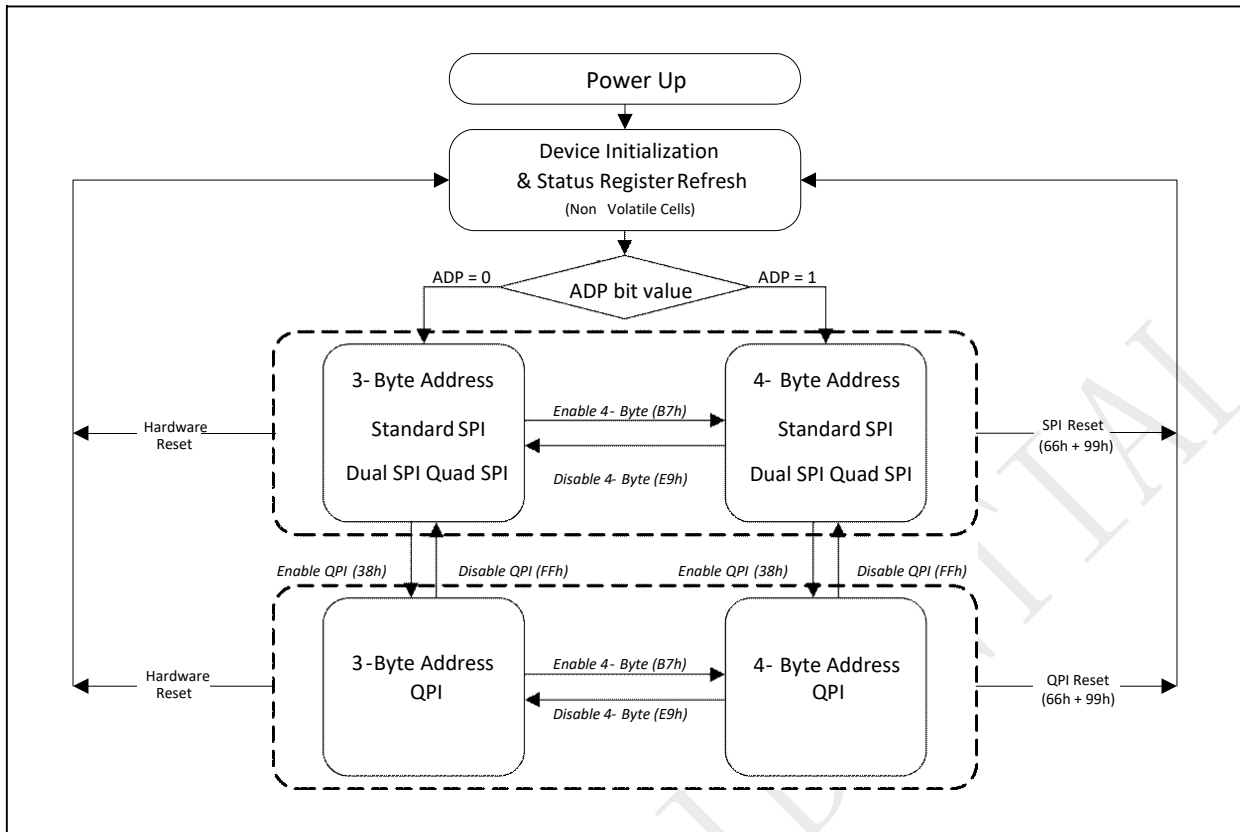 Power Up
Device Initialization
& Status Register Refresh
(Non Volatile Cells)
ADP = 0
ADP bit value
ADP = 1
3- Byte Address
Standard SPI
Dual SPI Quad SPI
Enable 4- Byte (B7h)
Disable 4- Byte (E9h)
4- Byte Address
Standard SPI
Dual SPI Quad SPI
Hardware
Reset
SPI Reset
(66h + 99h)
Enable QPI (38h)
Disable QPI (FFh)
Enable QPI (38h)
Disable QPI (FFh)
3-Byte Address
QPI
Enable 4- Byte (B7h)
Disable 4- Byte (E9h)
4- Byte Address
QPI
Hardware
Reset
QPI Reset
(66h + 99h)